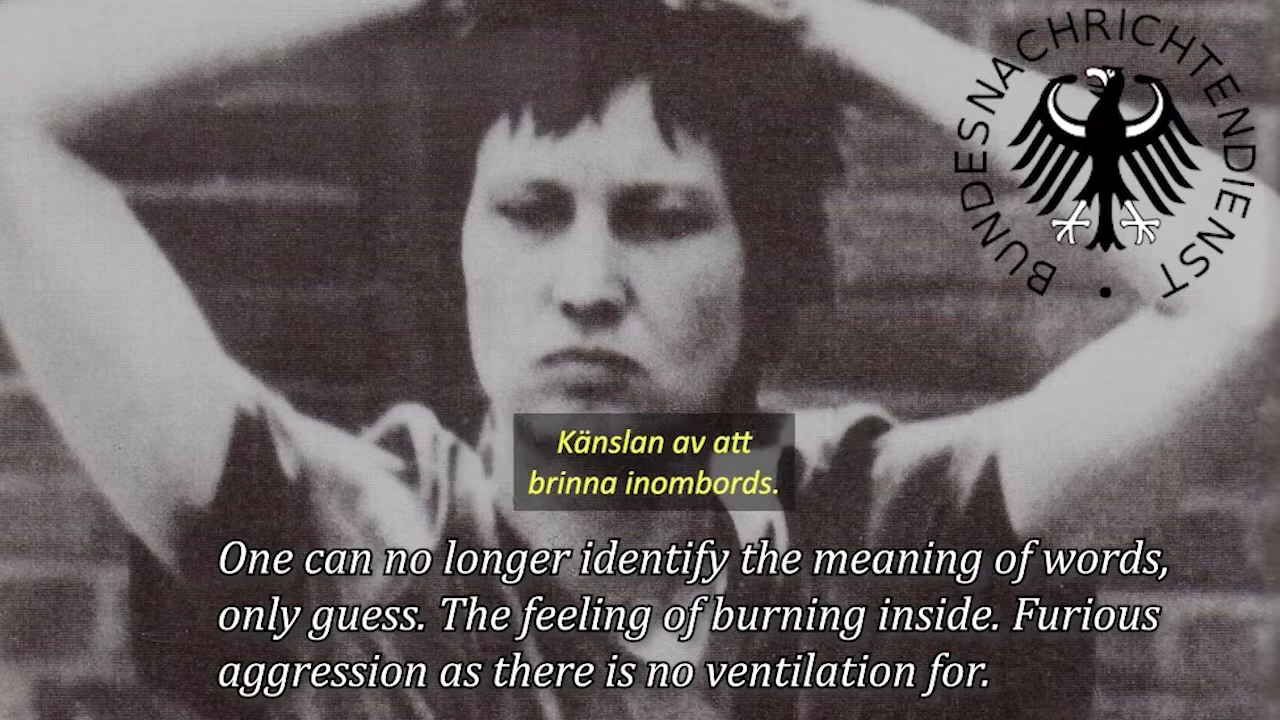 BUNDESNACHRICHTENDIENST
Känslan av att
brinna inombords.
One can no longer identify the meaning of words,
only guess. The feeling of burning inside. Furious
aggression as there is no ventilation for.